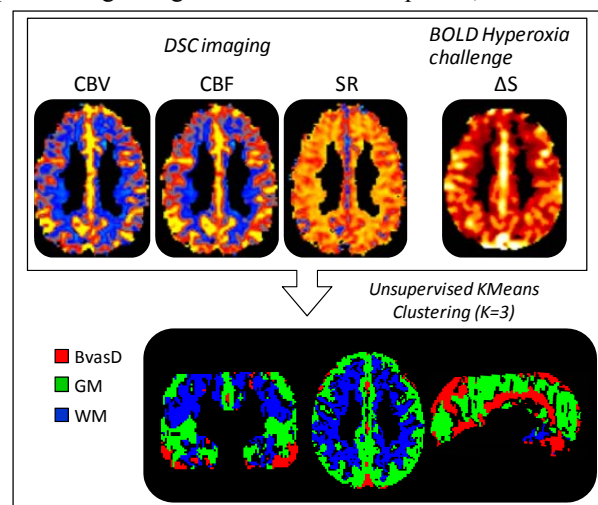 DSC imaging
BOLD Hyperoxia
challenge
CBV
CBF
SR
ΔS
Unsupervised KMeans
Clustering (K=3)
BvasD
GM
WM